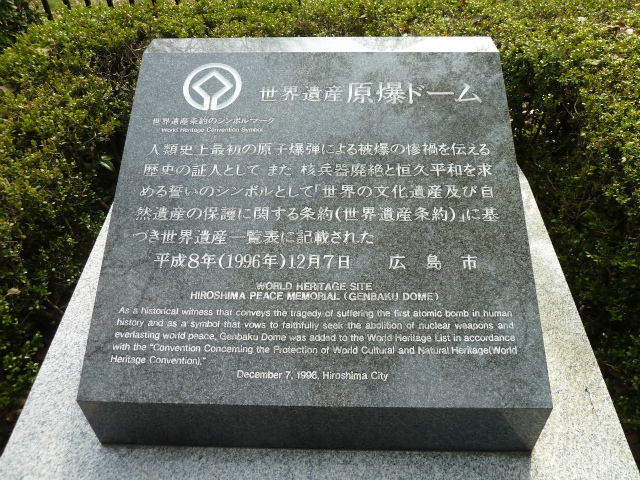 世界遺産 原爆ドーム
世界遺産条約のシンボルマーク
World Heritage Convention Symbol
人類史上最初の原子爆弾による被爆の惨禍を伝える
歴史の証人として また 核兵器廃絶と恒久平和を求
める誓いのシンボルとして「世界の文化遺産及び自
然遺産の保護に関する条約(世界遺産条約)」に基
づき世界遺産一覧表に記載された
平成8年(1996年)12月7日 広島市
WORLD HERITAGE SITE
HIROSHIMA PEACE MEMORIAL (GENBAKU DOME)
As a historical witness that conveys the tragedy of suffering the first atomic bomb in human
history and as a symbol that vows to faithfully seek the abolition of nuclear weapons and
everlasting world peace, Genbaku Dome was added to the World Heritage List in accordance
with the "Convention Concerning the Protection of World Cultural and Natural Heritage(World
Heritage Convention)."
December 7, 1996, Hiroshima City